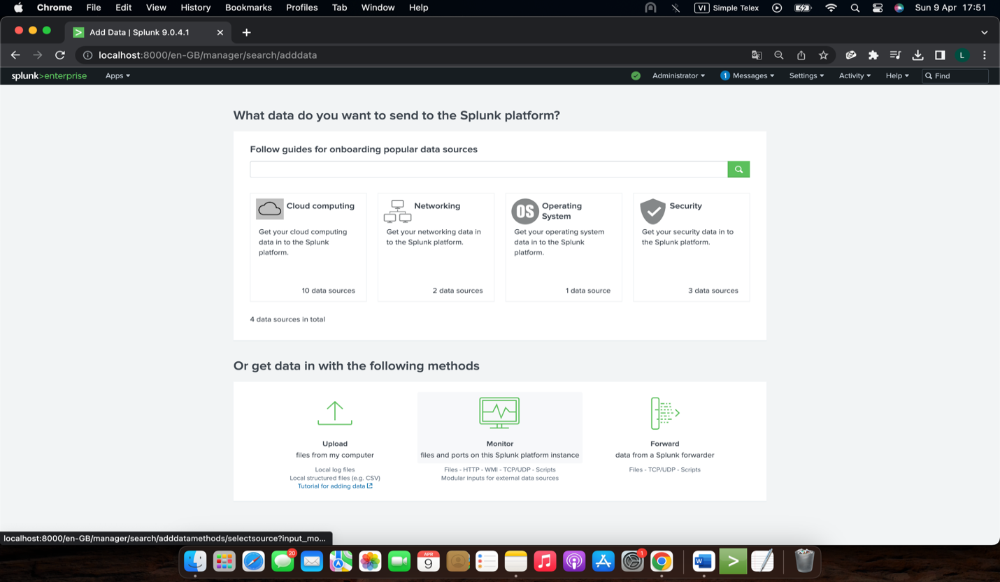 Chrome File Edit View History Bookmarks Profiles Tab Window Help VI Simple Telex Sun 9 Apr 17:51
Add Data | Splunk 9.0.4.1
localhost:8000/en-GB/manager/search/adddata L
splunk>enterprise Apps Administrator 1 Messages Settings Activity Help Find
What data do you want to send to the Splunk platform?
Follow guides for onboarding popular data sources
Cloud computing
Get your cloud computing
data in to the Splunk
platform.
10 data sources
Networking
Get your networking data in
to the Splunk platform.
2 data sources
OS Operating
System
Get your operating system
data in to the Splunk
platform.
1 data source
Security
Get your security data in to
the Splunk platform.
3 data sources
4 data sources in total
Or get data in with the following methods
Upload
files from my computer
Local log files
Local structured files (e.g. CSV)
Tutorial for adding data
Monitor
files and ports on this Splunk platform instance
Files - HTTP - WMI - TCP/UDP - Scripts
Modular inputs for external data sources
Forward
data from a Splunk forwarder
Files - TCP/UDP - Scripts
localhost:8000/en-GB/manager/search/adddatamethods/selectsource?input_mo...
20
APR
9
1
W